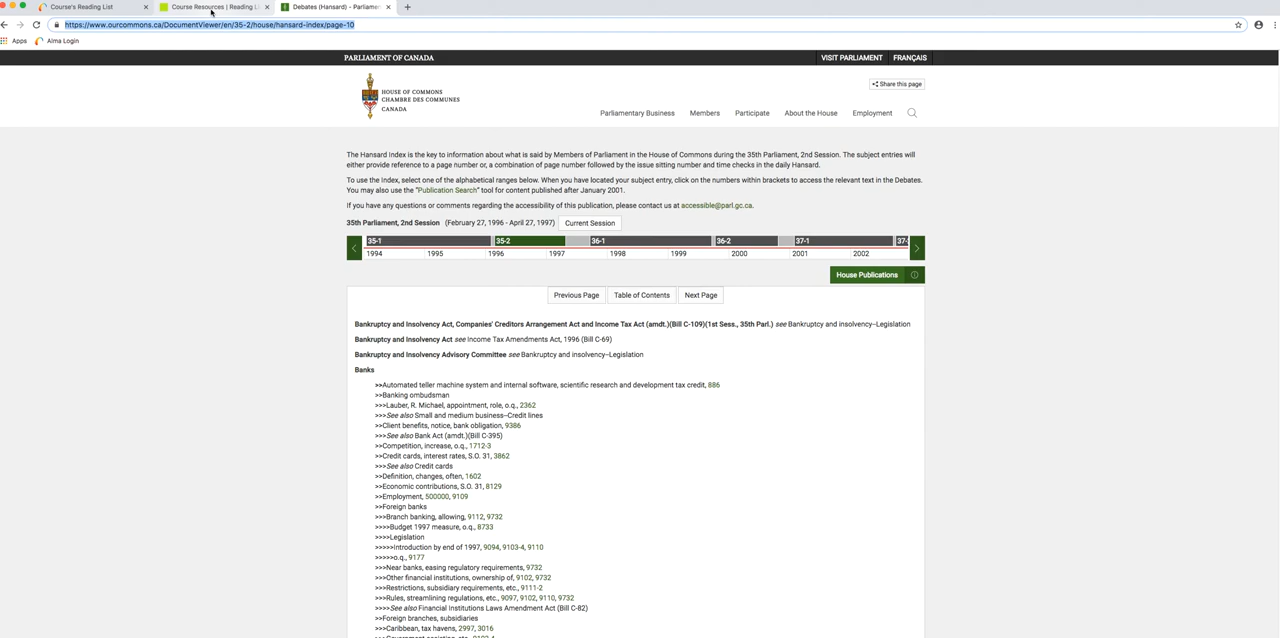 Course's Reading List
Course Resources | Reading Li
Debates (Hansard) - Parliamen
https://www.ourcommons.ca/DocumentViewer/en/35-2/house/hansard-index/page-10
Apps
Alma Login
PARLIAMENT OF CANADA
VISIT PARLIAMENT
FRANÇAIS
HOUSE OF COMMONS
CHAMBRE DES COMMUNES
CANADA
Share this page
Parliamentary Business
Members
Participate
About the House
Employment
The Hansard Index is the key to information about what is said by Members of Parliament in the House of Commons during the 35th Parliament, 2nd Session. The subject entries will
either provide reference to a page number or, a combination of page number followed by the issue sitting number and time checks in the daily Hansard.
To use the Index, select one of the alphabetical ranges below. When you have located your subject entry, click on the numbers within brackets to access the relevant text in the Debates.
You may also use the "Publication Search" tool for content published after January 2001.
If you have any questions or comments regarding the accessibility of this publication, please contact us at accessible@parl.gc.ca.
35th Parliament, 2nd Session (February 27, 1996 - April 27, 1997) Current Session
35-1 35-2 36-1 36-2 37-1 37-
1994 1995 1996 1997 1998 1999 2000 2001 2002
House Publications
Previous Page Table of Contents Next Page
Bankruptcy and Insolvency Act, Companies' Creditors Arrangement Act and Income Tax Act (amdt.)(Bill C-109)(1st Sess., 35th Parl.) see Bankruptcy and insolvency–Legislation
Bankruptcy and Insolvency Act see Income Tax Amendments Act, 1996 (Bill C-69)
Bankruptcy and Insolvency Advisory Committee see Bankruptcy and insolvency–Legislation
Banks
>>Automated teller machine system and internal software, scientific research and development tax credit, 886
>>Banking ombudsman
>>>Lauber, R. Michael, appointment, role, o.q., 2362
>>>See also Small and medium business–Credit lines
>>Client benefits, notice, bank obligation, 9386
>>>See also Bank Act (amdt.)(Bill C-395)
>>Competition, increase, o.q., 1712-3
>>Credit cards, interest rates, S.O. 31, 3862
>>>See also Credit cards
>>Definition, changes, often, 1602
>>Economic contributions, S.O. 31, 8129
>>Employment, 500000, 9109
>>Foreign banks
>>>Branch banking, allowing, 9112, 9732
>>>>Budget 1997 measure, o.q., 8733
>>>>Legislation
>>>>>Introduction by end of 1997, 9094, 9103-4, 9110
>>>>>o.q., 9177
>>>Near banks, easing regulatory requirements, 9732
>>>Other financial institutions, ownership of, 9102, 9732
>>>Restrictions, subsidiary requirements, etc., 9111-2
>>>Rules, streamlining regulations, etc., 9097, 9102, 9110, 9732
>>>>See also Financial Institutions Laws Amendment Act (Bill C-82)
>>Foreign branches, subsidiaries
>>>Caribbean, tax havens, 2997, 3016